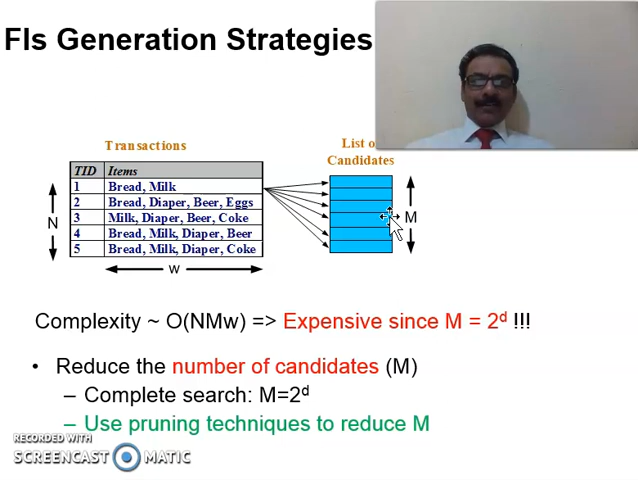 FIs Generation Strategies
Transactions
List of
Candidates
TID Items
1 Bread, Milk
2 Bread, Diaper, Beer, Eggs
3 Milk, Diaper, Beer, Coke
4 Bread, Milk, Diaper, Beer
5 Bread, Milk, Diaper, Coke
N
w
M
Complexity ~ O(NMw) => Expensive since M = 2ᵈ !!!
• Reduce the number of candidates (M)
– Complete search: M=2ᵈ
– Use pruning techniques to reduce M
RECORDED WITH
SCREENCAST MATIC